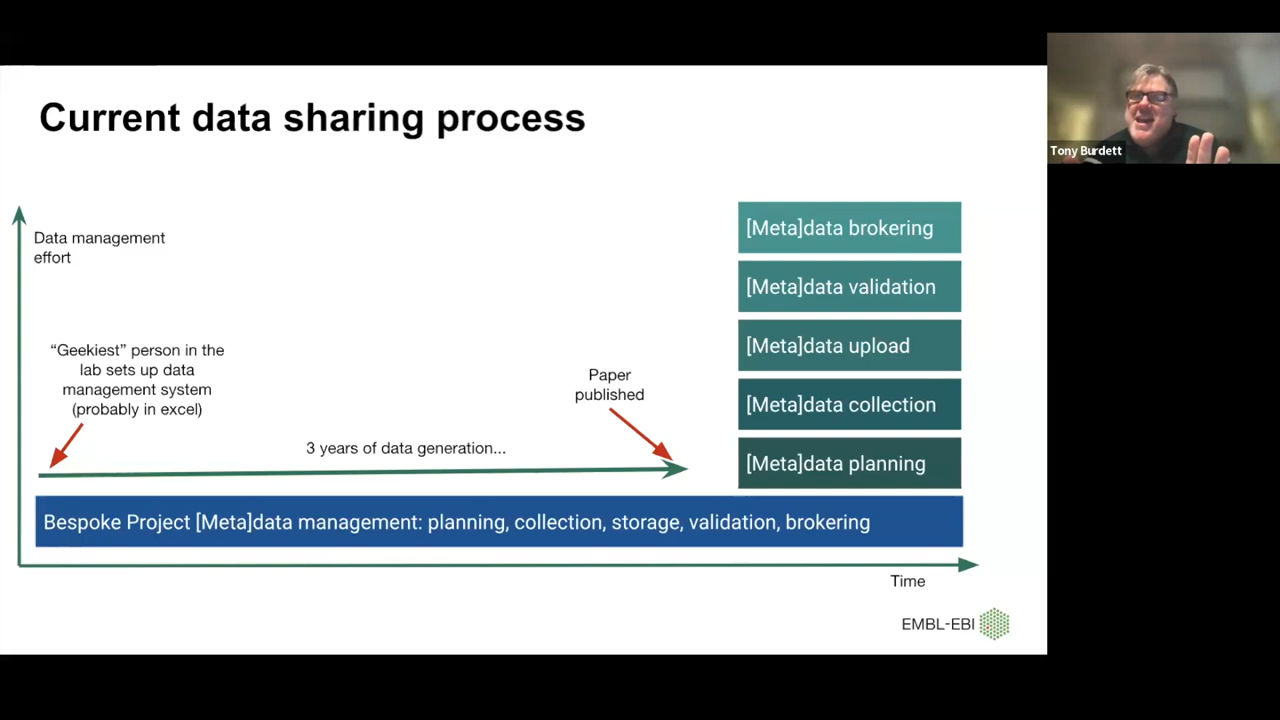 Current data sharing process
Tony Burdett
Data management
effort
[Meta]data brokering
[Meta]data validation
[Meta]data upload
[Meta]data collection
[Meta]data planning
“Geekiest” person in the
lab sets up data
management system
(probably in excel)
Paper
published
3 years of data generation...
Bespoke Project [Meta]data management: planning, collection, storage, validation, brokering
Time
EMBL-EBI